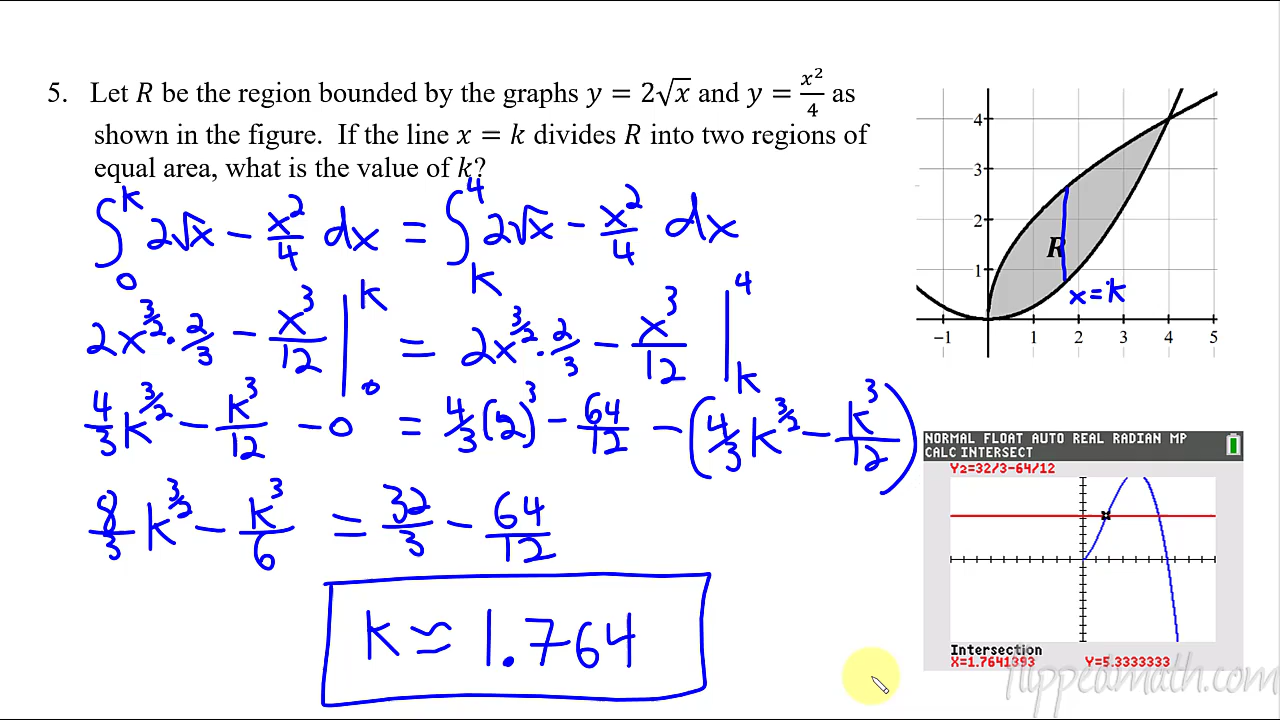 5. Let R be the region bounded by the graphs y = 2√x and y = x²/4 as
shown in the figure. If the line x = k divides R into two regions of
equal area, what is the value of k?
∫₀ᵏ 2√x − x²/4 dx = ∫ₖ⁴ 2√x − x²/4 dx
2x^(3/2) · 2/3 − x³/12 |₀ᵏ = 2x^(3/2) · 2/3 − x³/12 |ₖ⁴
4/3 k^(3/2) − k³/12 − 0 = 4/3 (2)³ − 64/12 − (4/3 k^(3/2) − k³/12)
8/3 k^(3/2) − k³/6 = 32/3 − 64/12
k ≃ 1.764
4
3
2
1
R
x=k
−1 0 1 2 3 4 5
NORMAL FLOAT AUTO REAL RADIAN MP
CALC INTERSECT
Y2=32/3-64/12
Intersection
X=1.7641393 Y=5.3333333
flippedmath.com